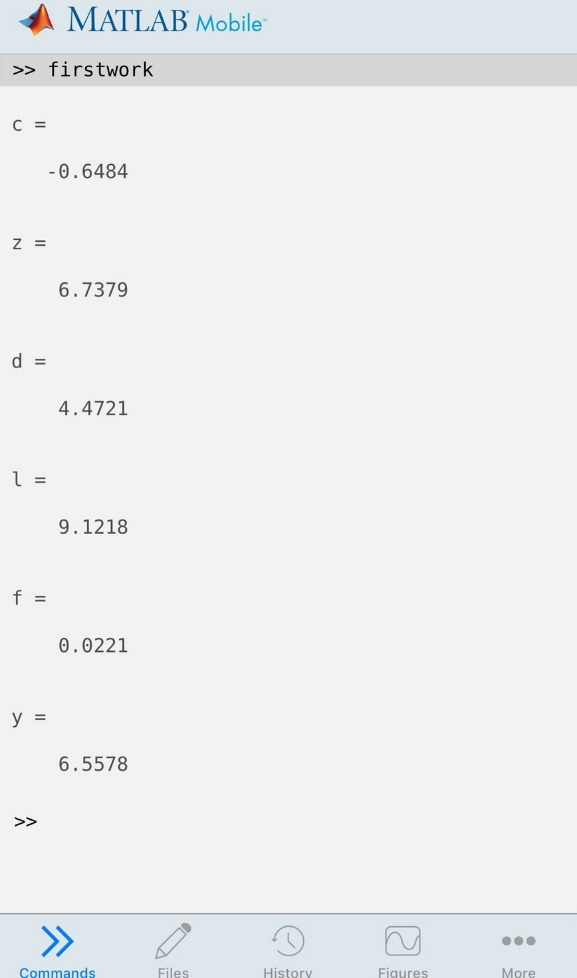 MATLAB® Mobile™
>> firstwork
c =
-0.6484
z =
6.7379
d =
4.4721
l =
9.1218
f =
0.0221
y =
6.5578
>>
Commands Files History Figures More